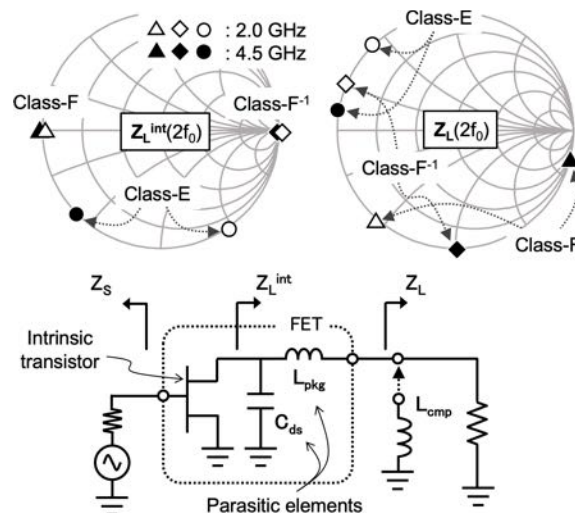 △ ◇ ○ : 2.0 GHz
▲ ◆ ● : 4.5 GHz
Class-F
Class-F⁻¹
Z_L^int(2f₀)
Class-E
Class-E
Z_L(2f₀)
Class-F⁻¹
Class-F
Z_S
Z_L^int
Z_L
FET
Intrinsic
transistor
L_pkg
C_ds
L_cmp
Parasitic elements